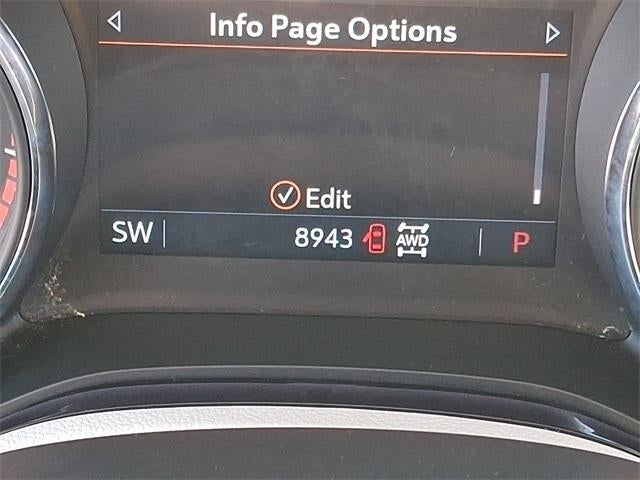 Info Page Options
Edit
SW 8943 AWD P